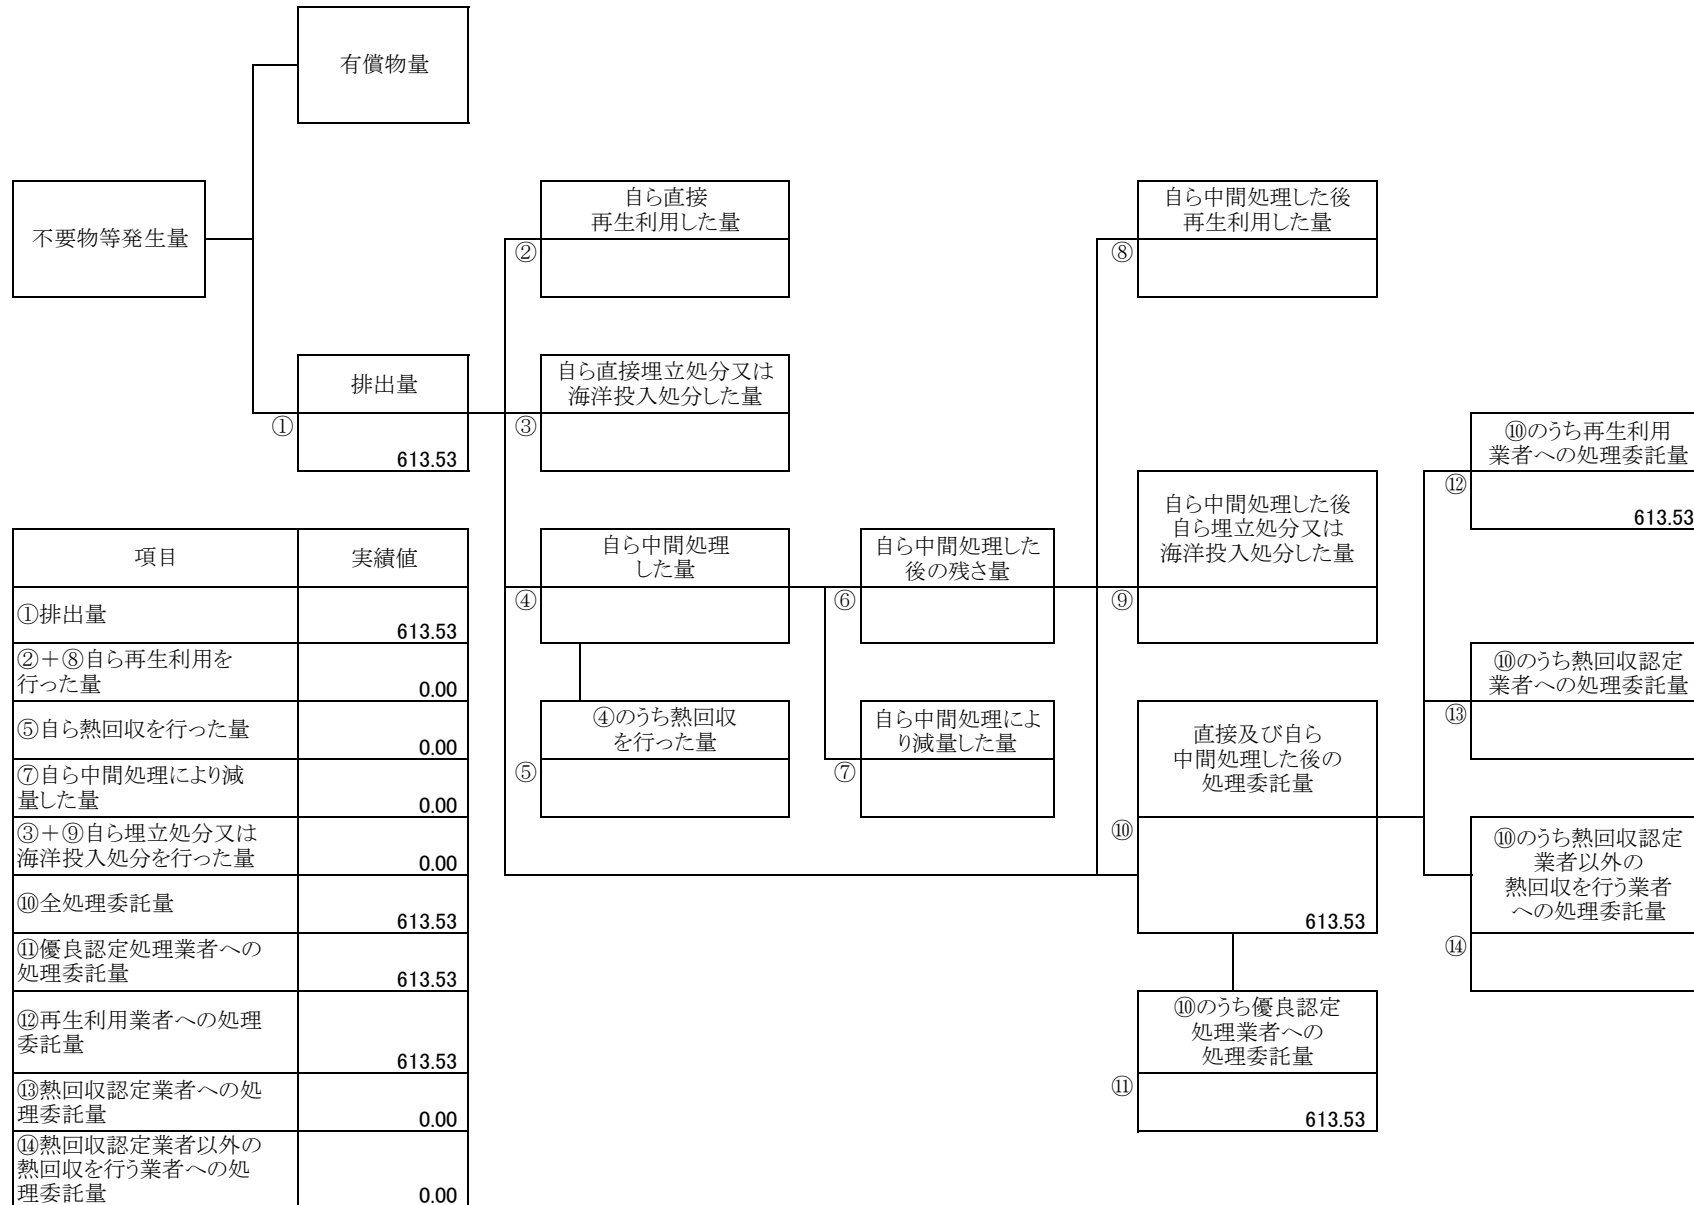 有償物量
不要物等発生量
自ら直接
再生利用した量
②
自ら中間処理した後
再生利用した量
⑧
排出量
①
613.53
自ら直接埋立処分又は
海洋投入処分した量
③
⑩のうち再生利用
業者への処理委託量
⑫
613.53
自ら中間処理
した量
④
自ら中間処理した
後の残さ量
⑥
自ら中間処理した後
自ら埋立処分又は
海洋投入処分した量
⑨
④のうち熱回収
を行った量
⑤
自ら中間処理によ
り減量した量
⑦
直接及び自ら
中間処理した後の
処理委託量
⑩
613.53
⑩のうち熱回収認定
業者への処理委託量
⑬
⑩のうち熱回収認定
業者以外の
熱回収を行う業者
への処理委託量
⑭
⑩のうち優良認定
処理業者への
処理委託量
⑪
613.53
項目 実績値
①排出量
613.53
②＋⑧自ら再生利用を
行った量
0.00
⑤自ら熱回収を行った量
0.00
⑦自ら中間処理により減
量した量
0.00
③＋⑨自ら埋立処分又は
海洋投入処分を行った量
0.00
⑩全処理委託量
613.53
⑪優良認定処理業者への
処理委託量
613.53
⑫再生利用業者への処理
委託量
613.53
⑬熱回収認定業者への処
理委託量
0.00
⑭熱回収認定業者以外の
熱回収を行う業者への処
理委託量
0.00